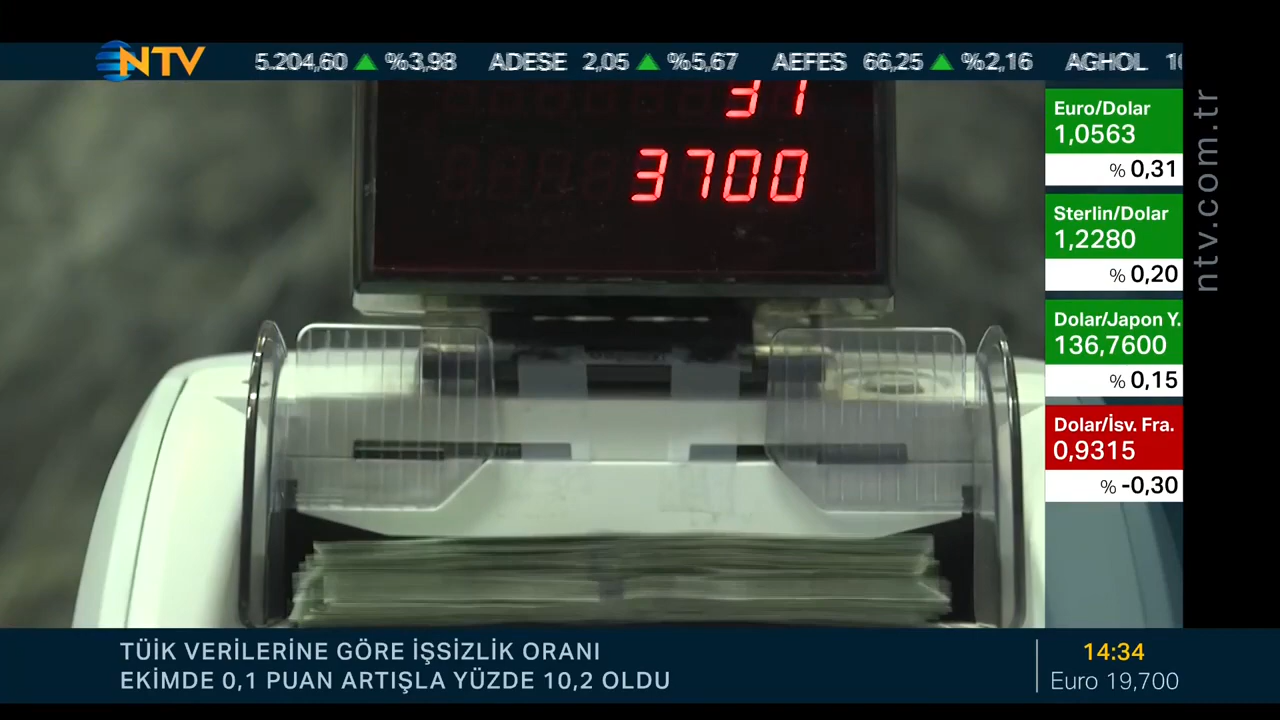 NTV
5.204,60 %3,98 ADESE 2,05 %5,67 AEFES 66,25 %2,16 AGHOL
31
3700
Euro/Dolar
1,0563
% 0,31
Sterlin/Dolar
1,2280
% 0,20
Dolar/Japon Y.
136,7600
% 0,15
Dolar/İsv. Fra.
0,9315
% -0,30
ntv.com.tr
TÜİK VERİLERİNE GÖRE İŞSİZLİK ORANI
EKİMDE 0,1 PUAN ARTIŞLA YÜZDE 10,2 OLDU
14:34
Euro 19,700